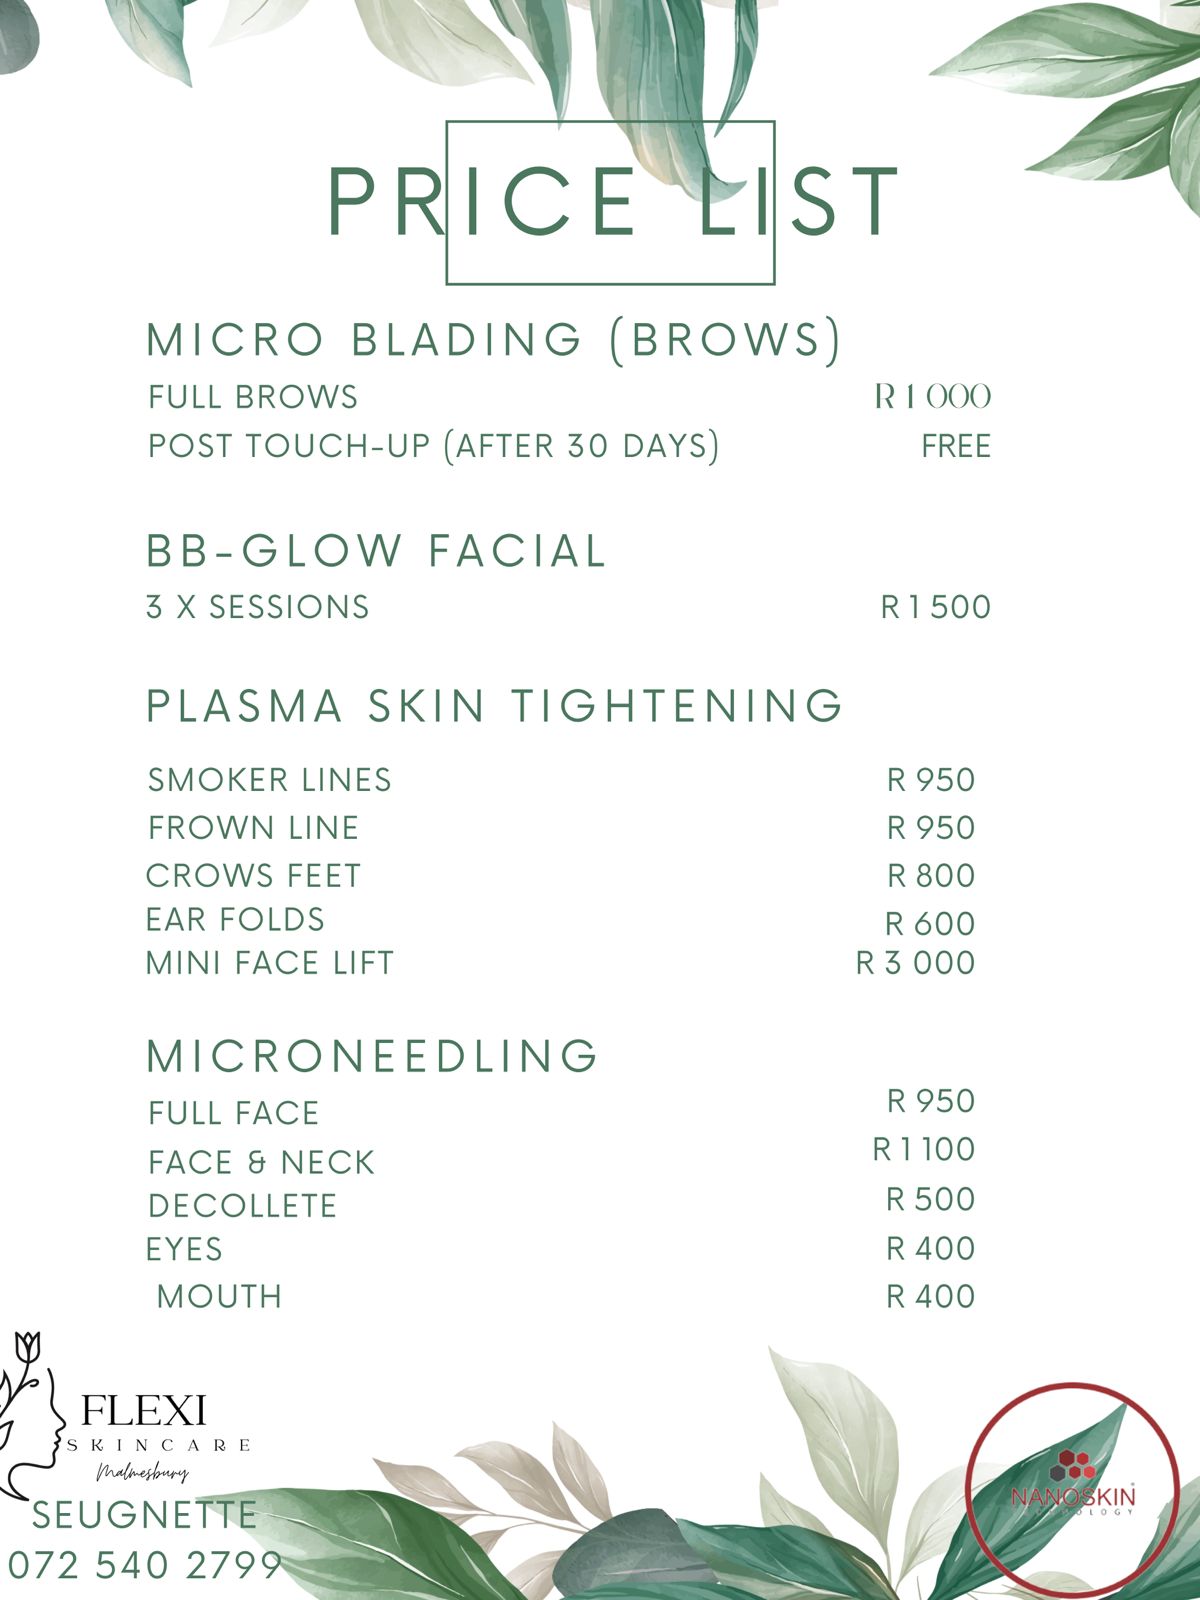 PRICE LIST
MICRO BLADING (BROWS)
FULL BROWS R 1 000
POST TOUCH-UP (AFTER 30 DAYS) FREE
BB-GLOW FACIAL
3 X SESSIONS R 1 500
PLASMA SKIN TIGHTENING
SMOKER LINES R 950
FROWN LINE R 950
CROWS FEET R 800
EAR FOLDS R 600
MINI FACE LIFT R 3 000
MICRONEEDLING
FULL FACE R 950
FACE & NECK R 1 100
DECOLLETE R 500
EYES R 400
MOUTH R 400
FLEXI
SKINCARE
Malmesbury
SEUGNETTE
072 540 2799
NANOSKIN